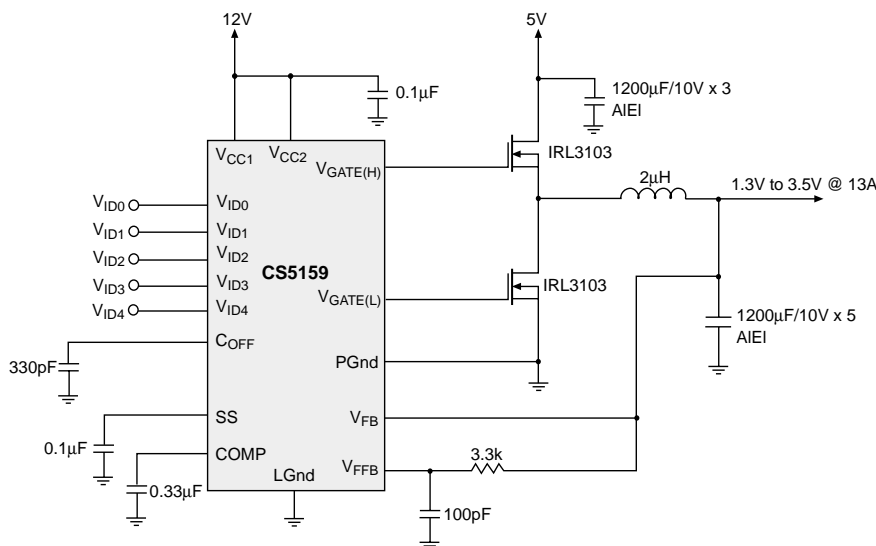 12V
5V
0.1µF
1200µF/10V x 3
AlEl
VCC1
VCC2
VGATE(H)
IRL3103
2µH
1.3V to 3.5V @ 13A
VID0
VID0
VID1
VID1
VID2
VID2
CS5159
VID3
VID3
VGATE(L)
IRL3103
VID4
VID4
1200µF/10V x 5
AlEl
COFF
330pF
PGnd
SS
VFB
0.1µF
COMP
3.3k
VFFB
LGnd
0.33µF
100pF